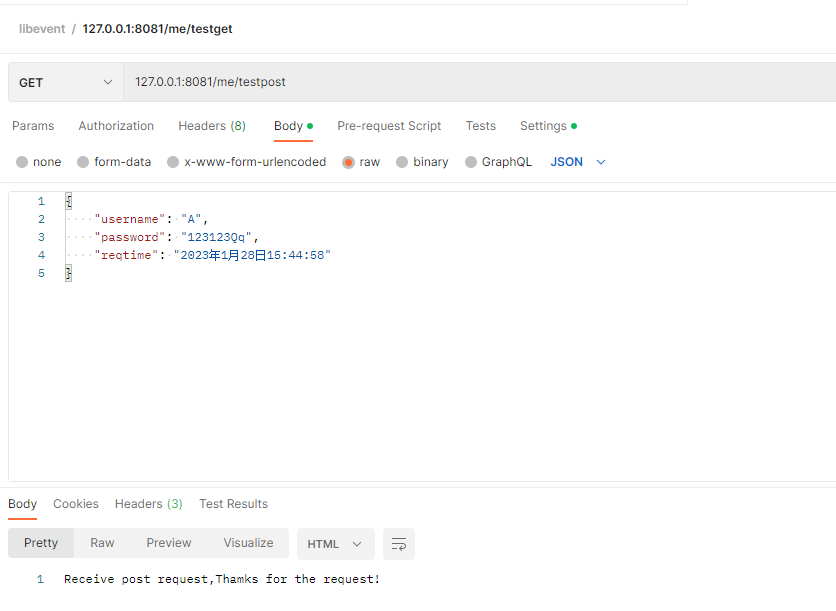 libevent / 127.0.0.1:8081/me/testget
GET 127.0.0.1:8081/me/testpost
Params Authorization Headers (8) Body Pre-request Script Tests Settings
none form-data x-www-form-urlencoded raw binary GraphQL JSON
1 {
2 ····"username":·"A",
3 ····"password":·"123123Qq",
4 ····"reqtime":·"2023年1月28日15:44:58"
5 }
Body Cookies Headers (3) Test Results
Pretty Raw Preview Visualize HTML
1 Receive post request,Thamks for the request!